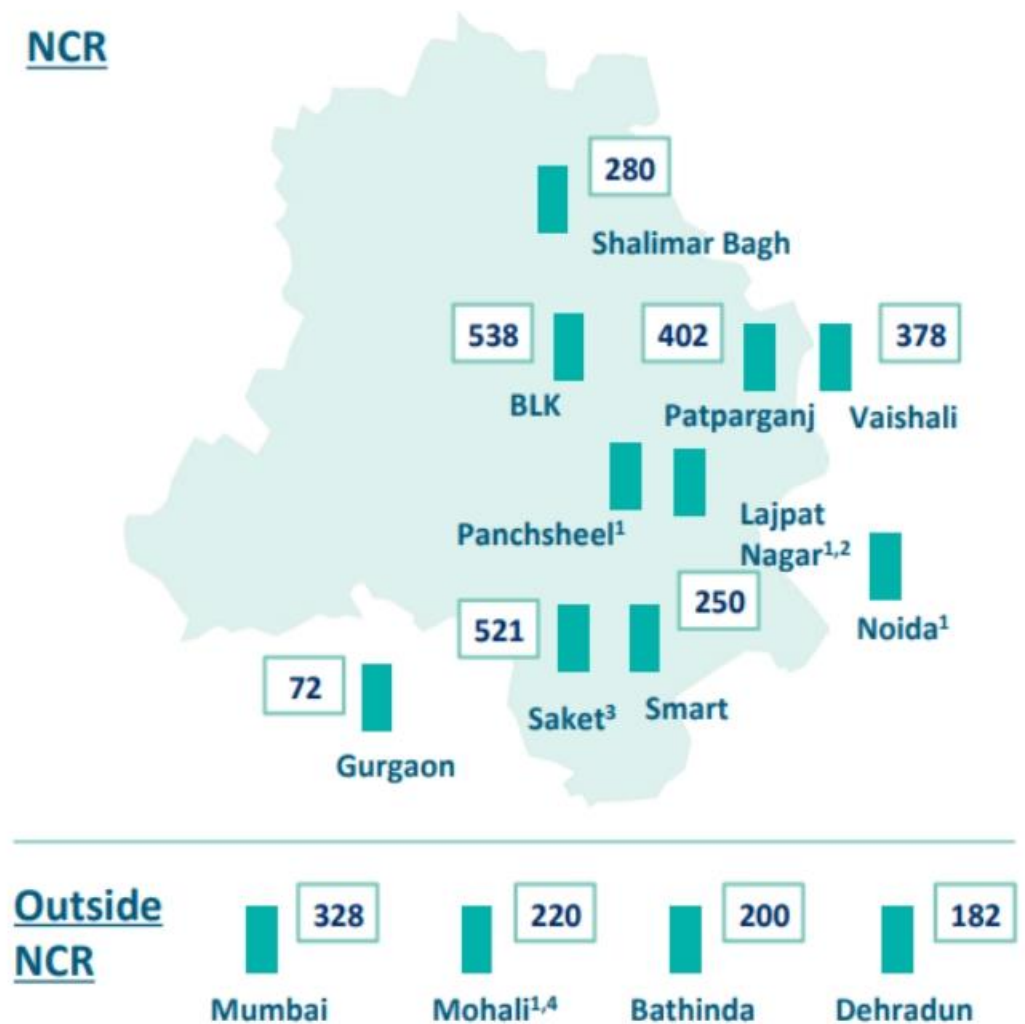 NCR
280
Shalimar Bagh
538
BLK
402
Patparganj
378
Vaishali
Panchsheel¹
Lajpat
Nagar¹,²
Noida¹
521
Saket³
250
Smart
72
Gurgaon
Outside
NCR
328
Mumbai
220
Mohali¹,⁴
200
Bathinda
182
Dehradun